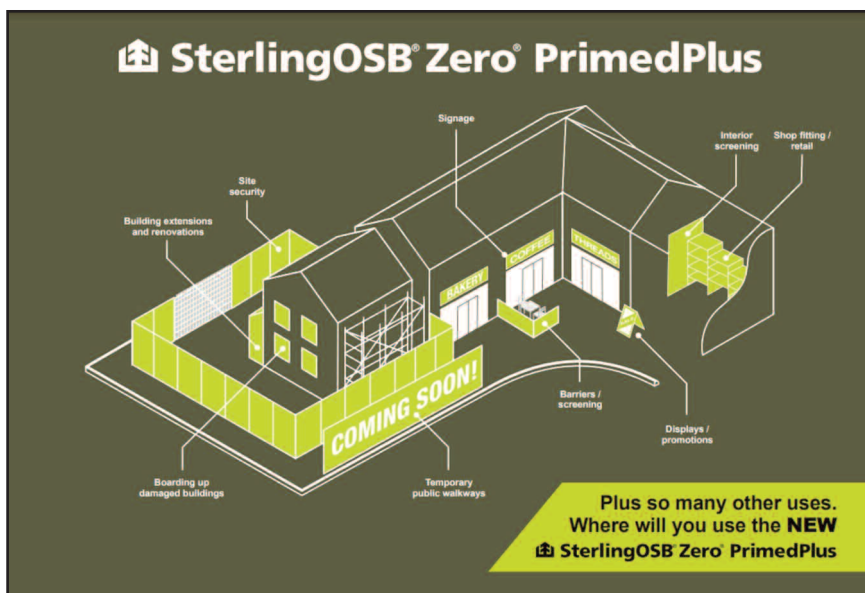 SterlingOSB® Zero® PrimedPlus
Signage
Interior
screening
Shop fitting /
retail
Site
security
Building extensions
and renovations
BAKERY
COFFEE
THREADS
COMING SOON!
Barriers /
screening
Displays /
promotions
Boarding up
damaged buildings
Temporary
public walkways
Plus so many other uses.
Where will you use the NEW
SterlingOSB® Zero® PrimedPlus